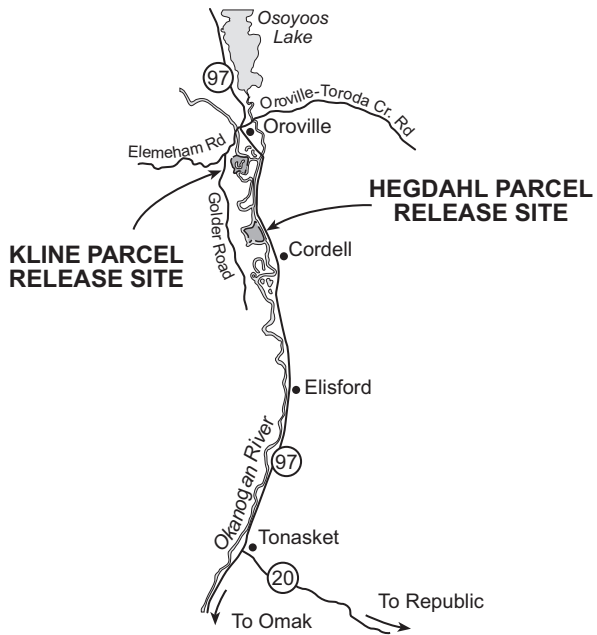 Osoyoos
Lake
97
Oroville-Toroda Cr. Rd
Oroville
Elemeham Rd
HEGDAHL PARCEL
RELEASE SITE
KLINE PARCEL
RELEASE SITE
Golder Road
Cordell
Elisford
Okanogan River
97
Tonasket
20
To Republic
To Omak